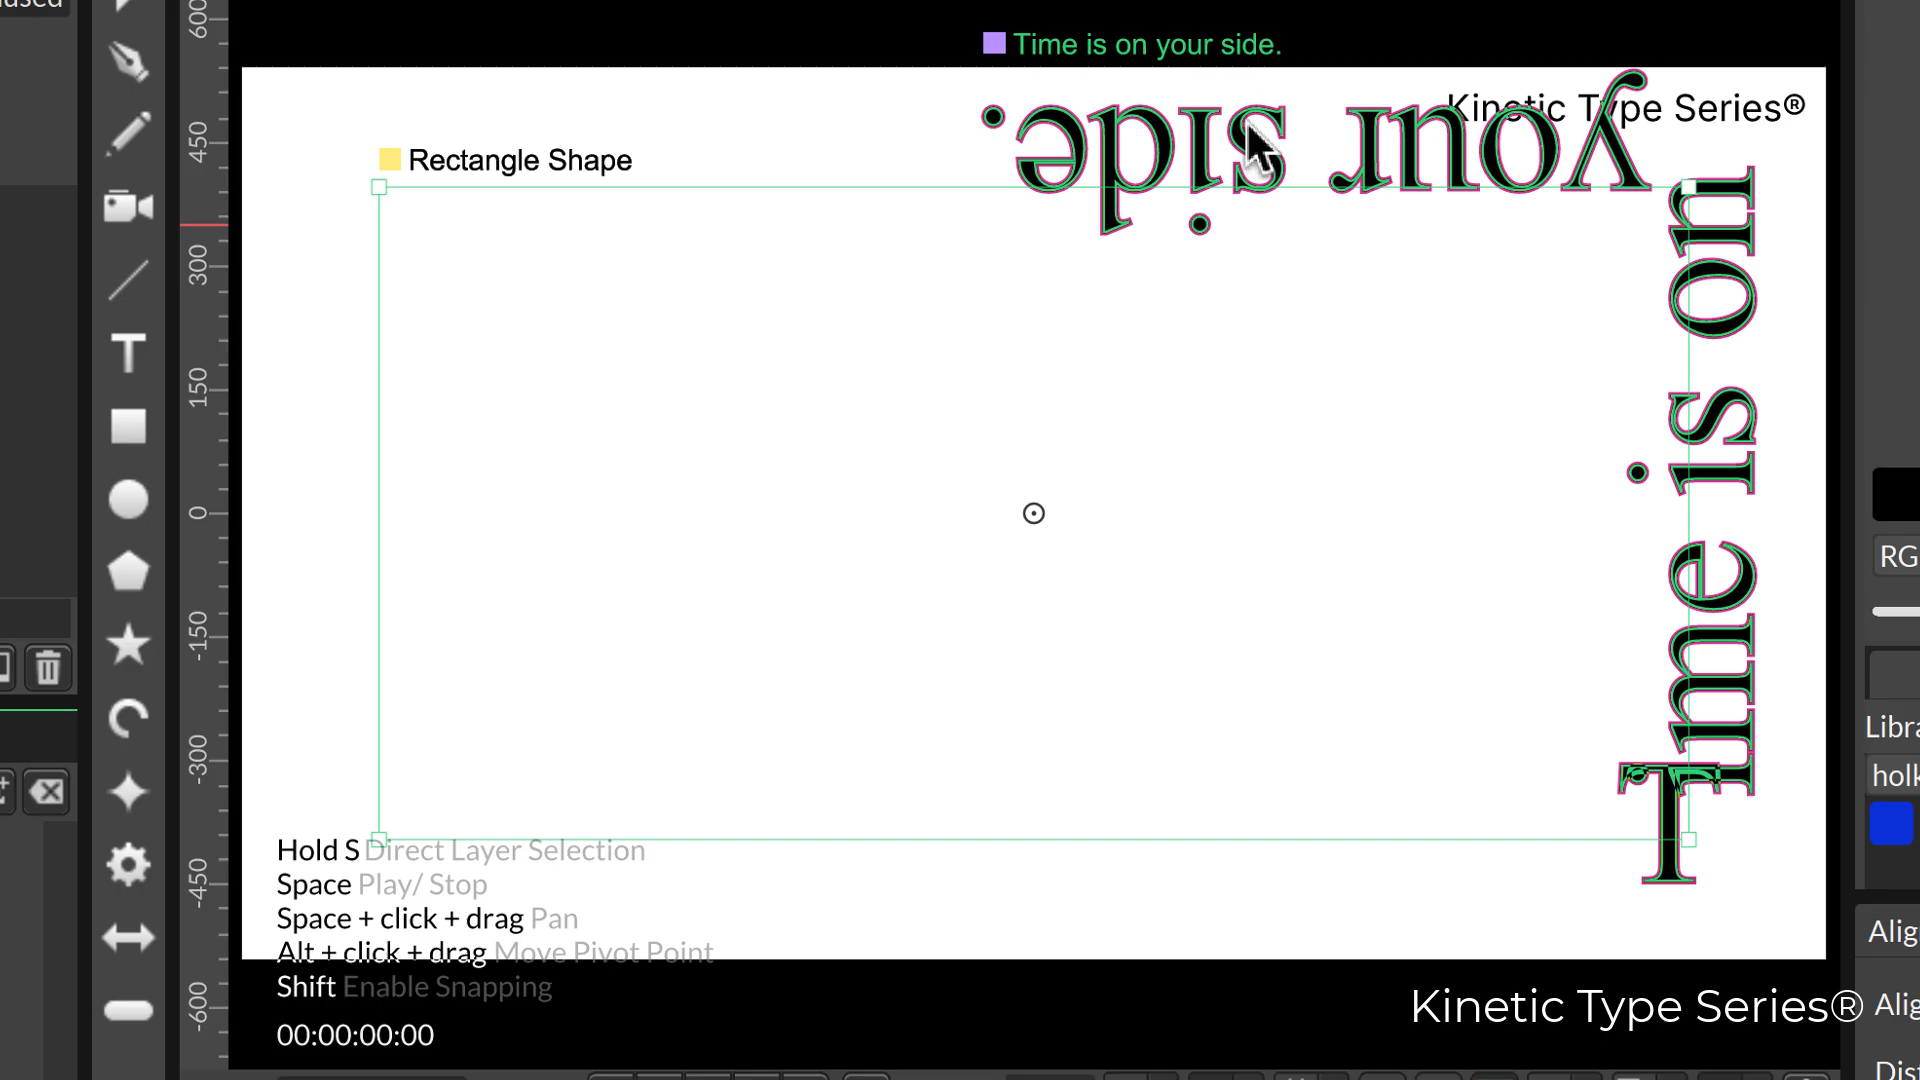 Time is on your side.
Kinetic Type Series®
Rectangle Shape
Time is on
your side.
600
450
300
150
0
-150
-300
-450
-600
Hold S Direct Layer Selection
Space Play/ Stop
Space + click + drag Pan
Alt + click + drag Move Pivot Point
Shift Enable Snapping
00:00:00:00
Kinetic Type Series®
RG
Libra
holk
Alig
Alig
Dist